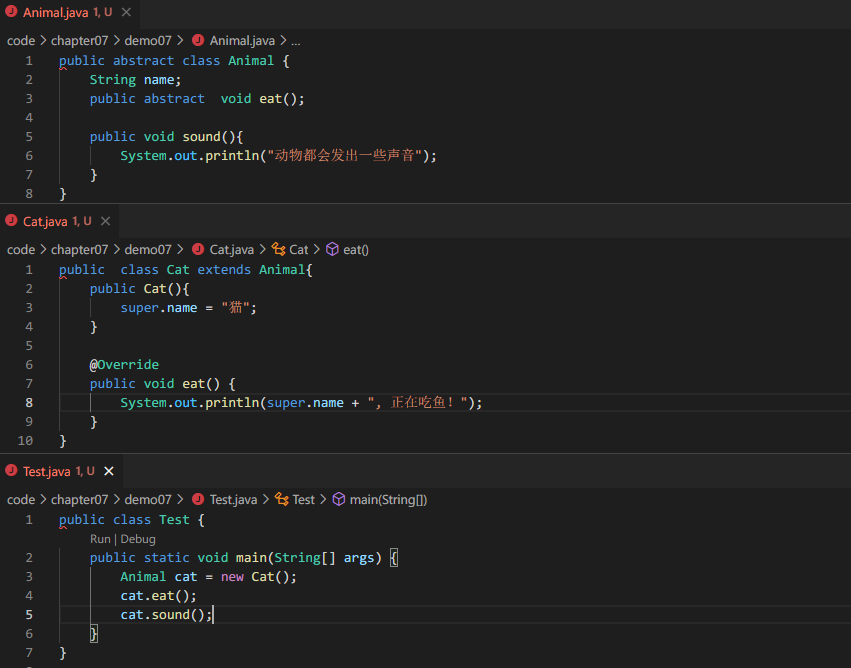 Animal.java 1, U
code > chapter07 > demo07 > Animal.java > ...
1 public abstract class Animal {
2     String name;
3     public abstract  void eat();
4
5     public void sound(){
6         System.out.println("动物都会发出一些声音");
7     }
8 }
Cat.java 1, U
code > chapter07 > demo07 > Cat.java > Cat > eat()
1 public  class Cat extends Animal{
2     public Cat(){
3         super.name = "猫";
4     }
5
6     @Override
7     public void eat() {
8         System.out.println(super.name + ", 正在吃鱼！");
9     }
10 }
Test.java 1, U
code > chapter07 > demo07 > Test.java > Test > main(String[])
1 public class Test {
Run | Debug
2     public static void main(String[] args) {
3         Animal cat = new Cat();
4         cat.eat();
5         cat.sound();
6     }
7 }